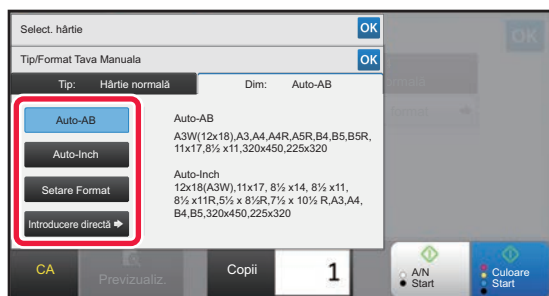 Select. hârtie
OK
OK
Tip/Format Tava Manuala
OK
Tip: Hârtie normală
Dim: Auto-AB
Auto-AB
Auto-Inch
Setare Format
Introducere directă
Auto-AB
A3W(12x18),A3,A4,A4R,A5R,B4,B5,B5R,
11x17,8½ x11,320x450,225x320
Auto-Inch
12x18(A3W),11x17, 8½ x14, 8½ x11,
8½ x11R,5½ x 8½R,7½ x 10½ R,A3,A4,
B4,B5,320x450,225x320
CA
Previzualiz.
Copii
1
A/N
Start
Culoare
Start